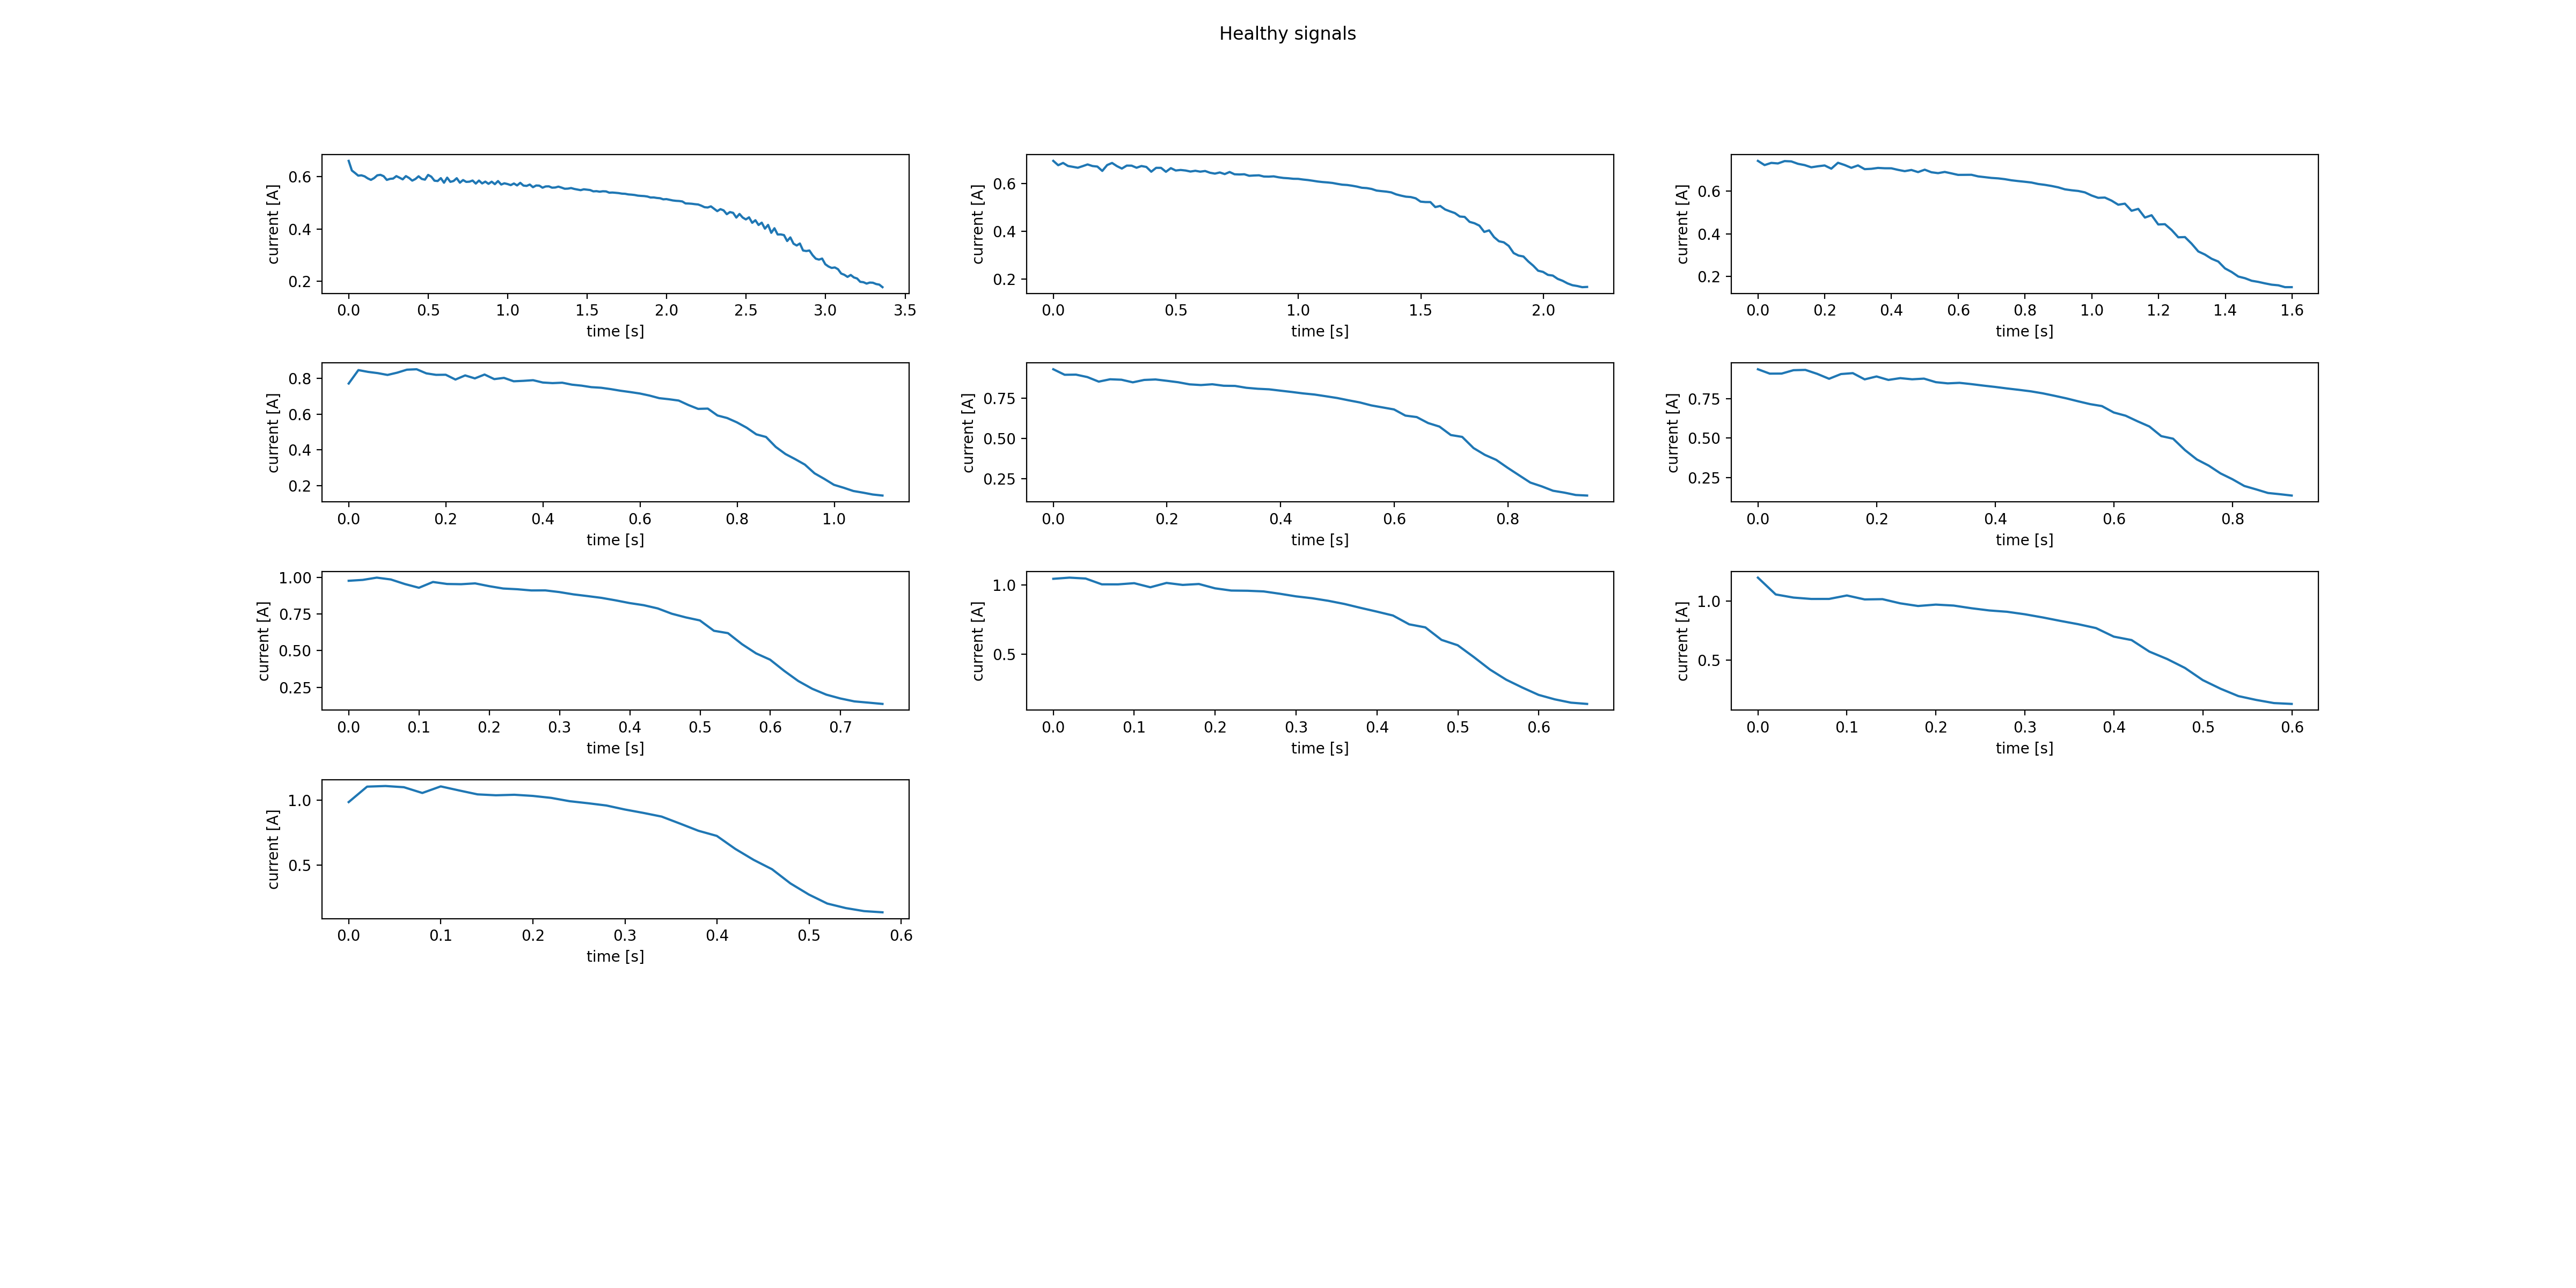 Healthy signals
current [A]
0.6
0.4
0.2
0.0 0.5 1.0 1.5 2.0 2.5 3.0 3.5
time [s]
current [A]
0.6
0.4
0.2
0.0 0.5 1.0 1.5 2.0
time [s]
current [A]
0.6
0.4
0.2
0.0 0.2 0.4 0.6 0.8 1.0 1.2 1.4 1.6
time [s]
current [A]
0.8
0.6
0.4
0.2
0.0 0.2 0.4 0.6 0.8 1.0
time [s]
current [A]
0.75
0.50
0.25
0.0 0.2 0.4 0.6 0.8
time [s]
current [A]
0.75
0.50
0.25
0.0 0.2 0.4 0.6 0.8
time [s]
current [A]
1.00
0.75
0.50
0.25
0.0 0.1 0.2 0.3 0.4 0.5 0.6 0.7
time [s]
current [A]
1.0
0.5
0.0 0.1 0.2 0.3 0.4 0.5 0.6
time [s]
current [A]
1.0
0.5
0.0 0.1 0.2 0.3 0.4 0.5 0.6
time [s]
current [A]
1.0
0.5
0.0 0.1 0.2 0.3 0.4 0.5 0.6
time [s]